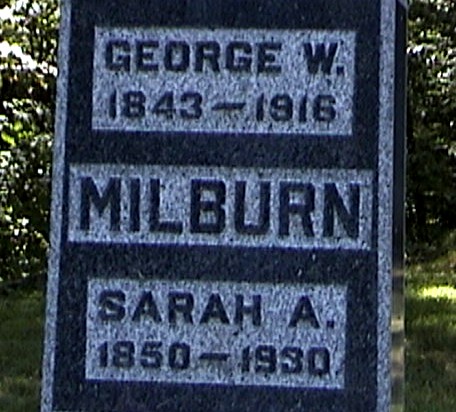 GEORGE W.
1843-1916
MILBURN
SARAH A.
1850-1930